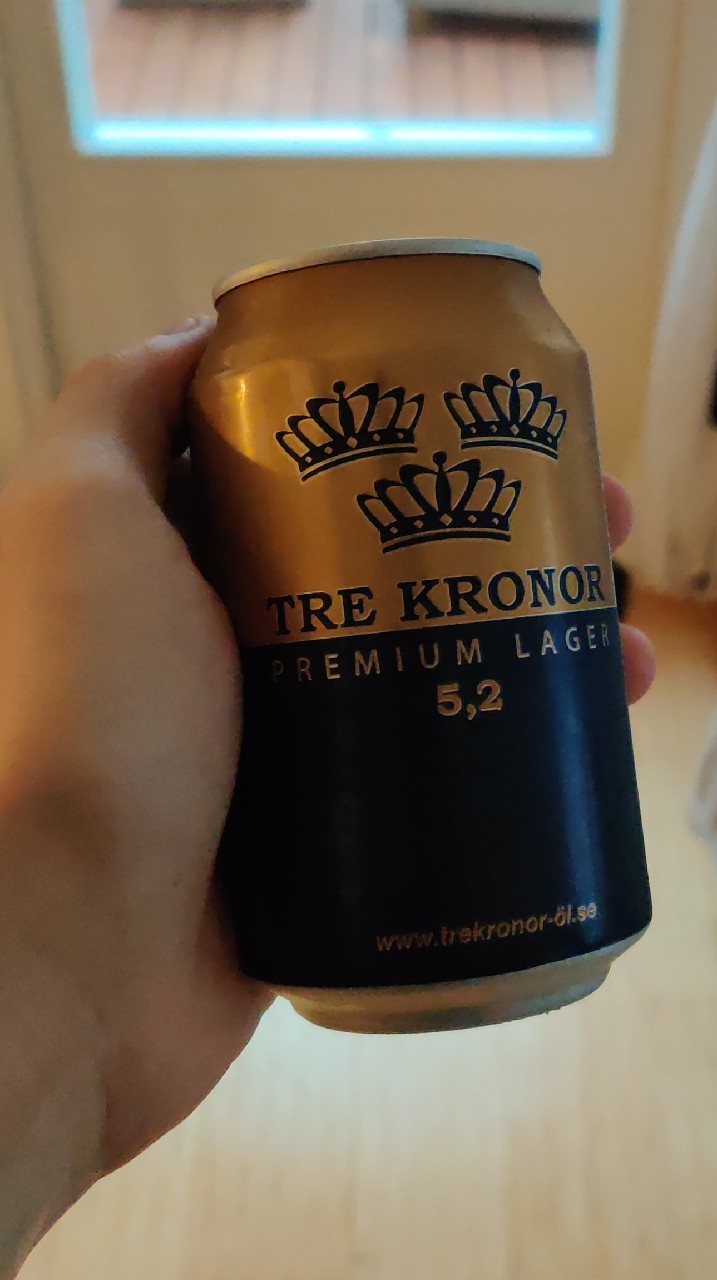 TRE KRONOR
PREMIUM LAGER
5,2
www.trekronor-öl.se